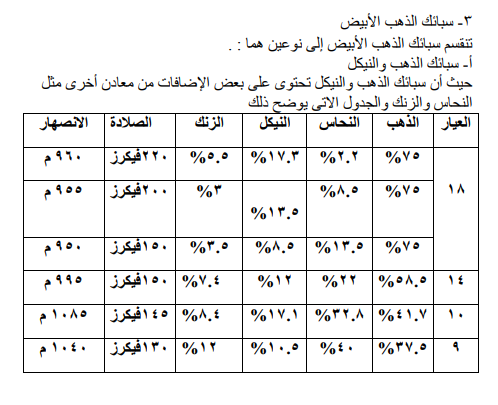 ٣- سبائك الذهب الأبيض
تنقسم سبائك الذهب الأبيض إلى نوعين هما : .
أ- سبائك الذهب والنيكل
حيث أن سبائك الذهب والنيكل تحتوى على بعض الإضافات من معادن أخرى مثل
النحاس والزنك والجدول الاتى يوضح ذلك
العيار الذهب النحاس النيكل الزنك الصلادة الانصهار
١٨ ٧٥% ٢.٢% ١٧.٣% ٥.٥% ٢٢٠فيكرز ٩٦٠ م
٧٥% ٨.٥% ١٣.٥% ٣% ٢٠٠فيكرز ٩٥٥ م
٧٥% ١٣.٥% ٨.٥% ٣.٥% ١٥٠فيكرز ٩٥٠ م
١٤ ٥٨.٥% ٢٢% ١٢% ٧.٤% ١٥٠فيكرز ٩٩٥ م
١٠ ٤١.٧% ٣٢.٨% ١٧.١% ٨.٤% ١٤٥فيكرز ١٠٨٥ م
٩ ٣٧.٥% ٤٠% ١٠.٥% ١٢% ١٣٠فيكرز ١٠٤٠ م